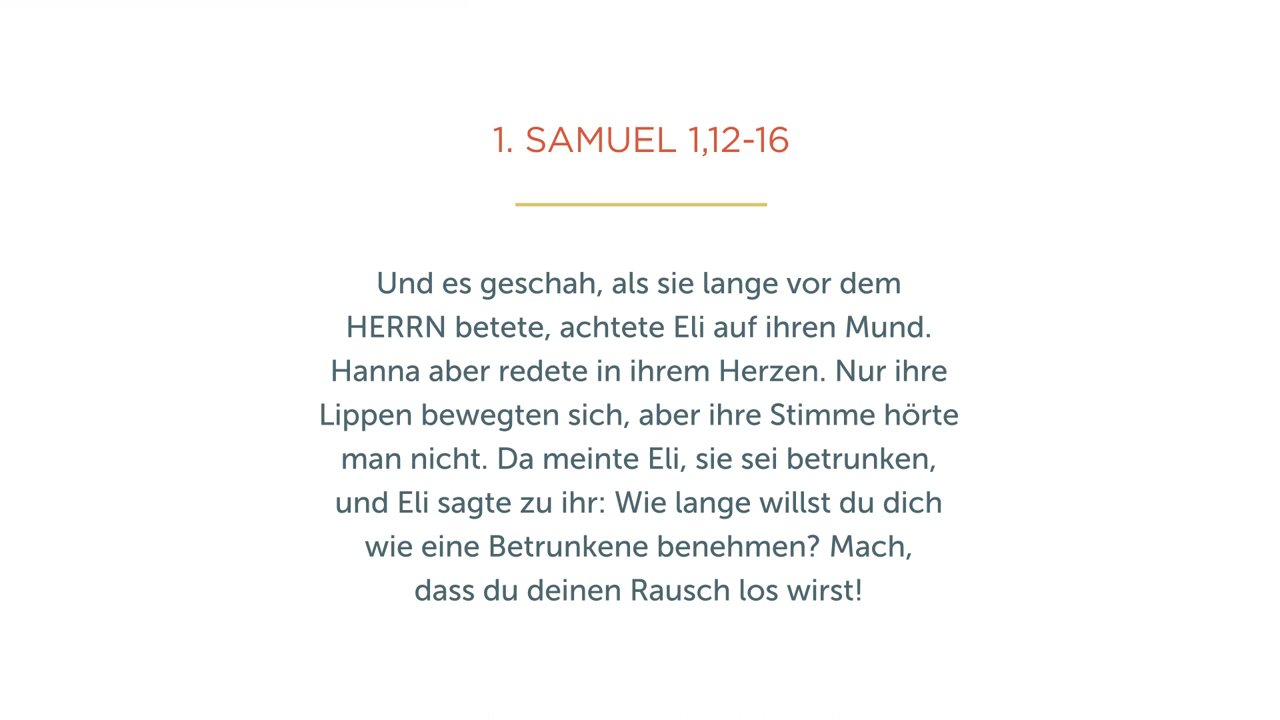 1. SAMUEL 1,12-16
Und es geschah, als sie lange vor dem
HERRN betete, achtete Eli auf ihren Mund.
Hanna aber redete in ihrem Herzen. Nur ihre
Lippen bewegten sich, aber ihre Stimme hörte
man nicht. Da meinte Eli, sie sei betrunken,
und Eli sagte zu ihr: Wie lange willst du dich
wie eine Betrunkene benehmen? Mach,
dass du deinen Rausch los wirst!